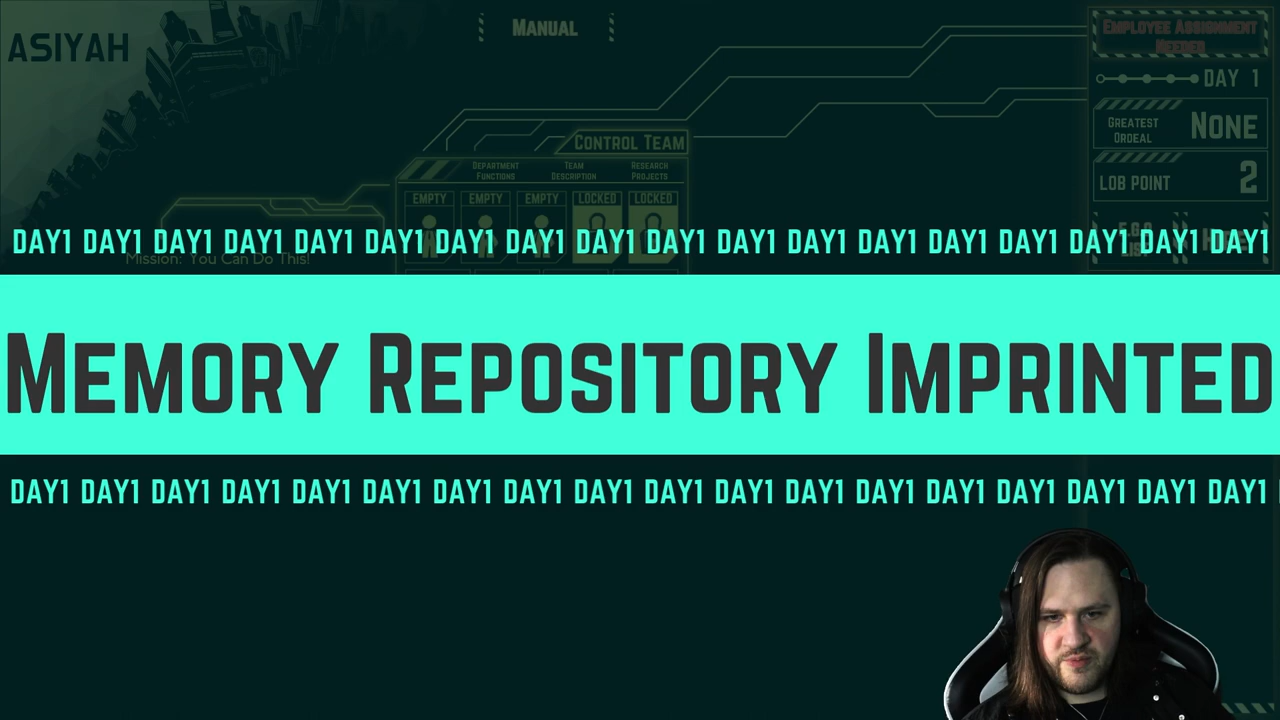 ASIYAH
MANUAL
EMPLOYEE ASSIGNMENT
NEEDED
DAY 1
GREATEST
ORDEAL
NONE
LOB POINT
2
CONTROL TEAM
DEPARTMENT
FUNCTIONS
TEAM
DESCRIPTION
RESEARCH
PROJECTS
EMPTY EMPTY EMPTY LOCKED LOCKED
DAY1 DAY1 DAY1 DAY1 DAY1 DAY1 DAY1 DAY1 DAY1 DAY1 DAY1 DAY1 DAY1 DAY1 DAY1 DAY1 DAY1 DAY1
Mission: You Can Do This!
MEMORY REPOSITORY IMPRINTED
DAY1 DAY1 DAY1 DAY1 DAY1 DAY1 DAY1 DAY1 DAY1 DAY1 DAY1 DAY1 DAY1 DAY1 DAY1 DAY1 DAY1 DAY1